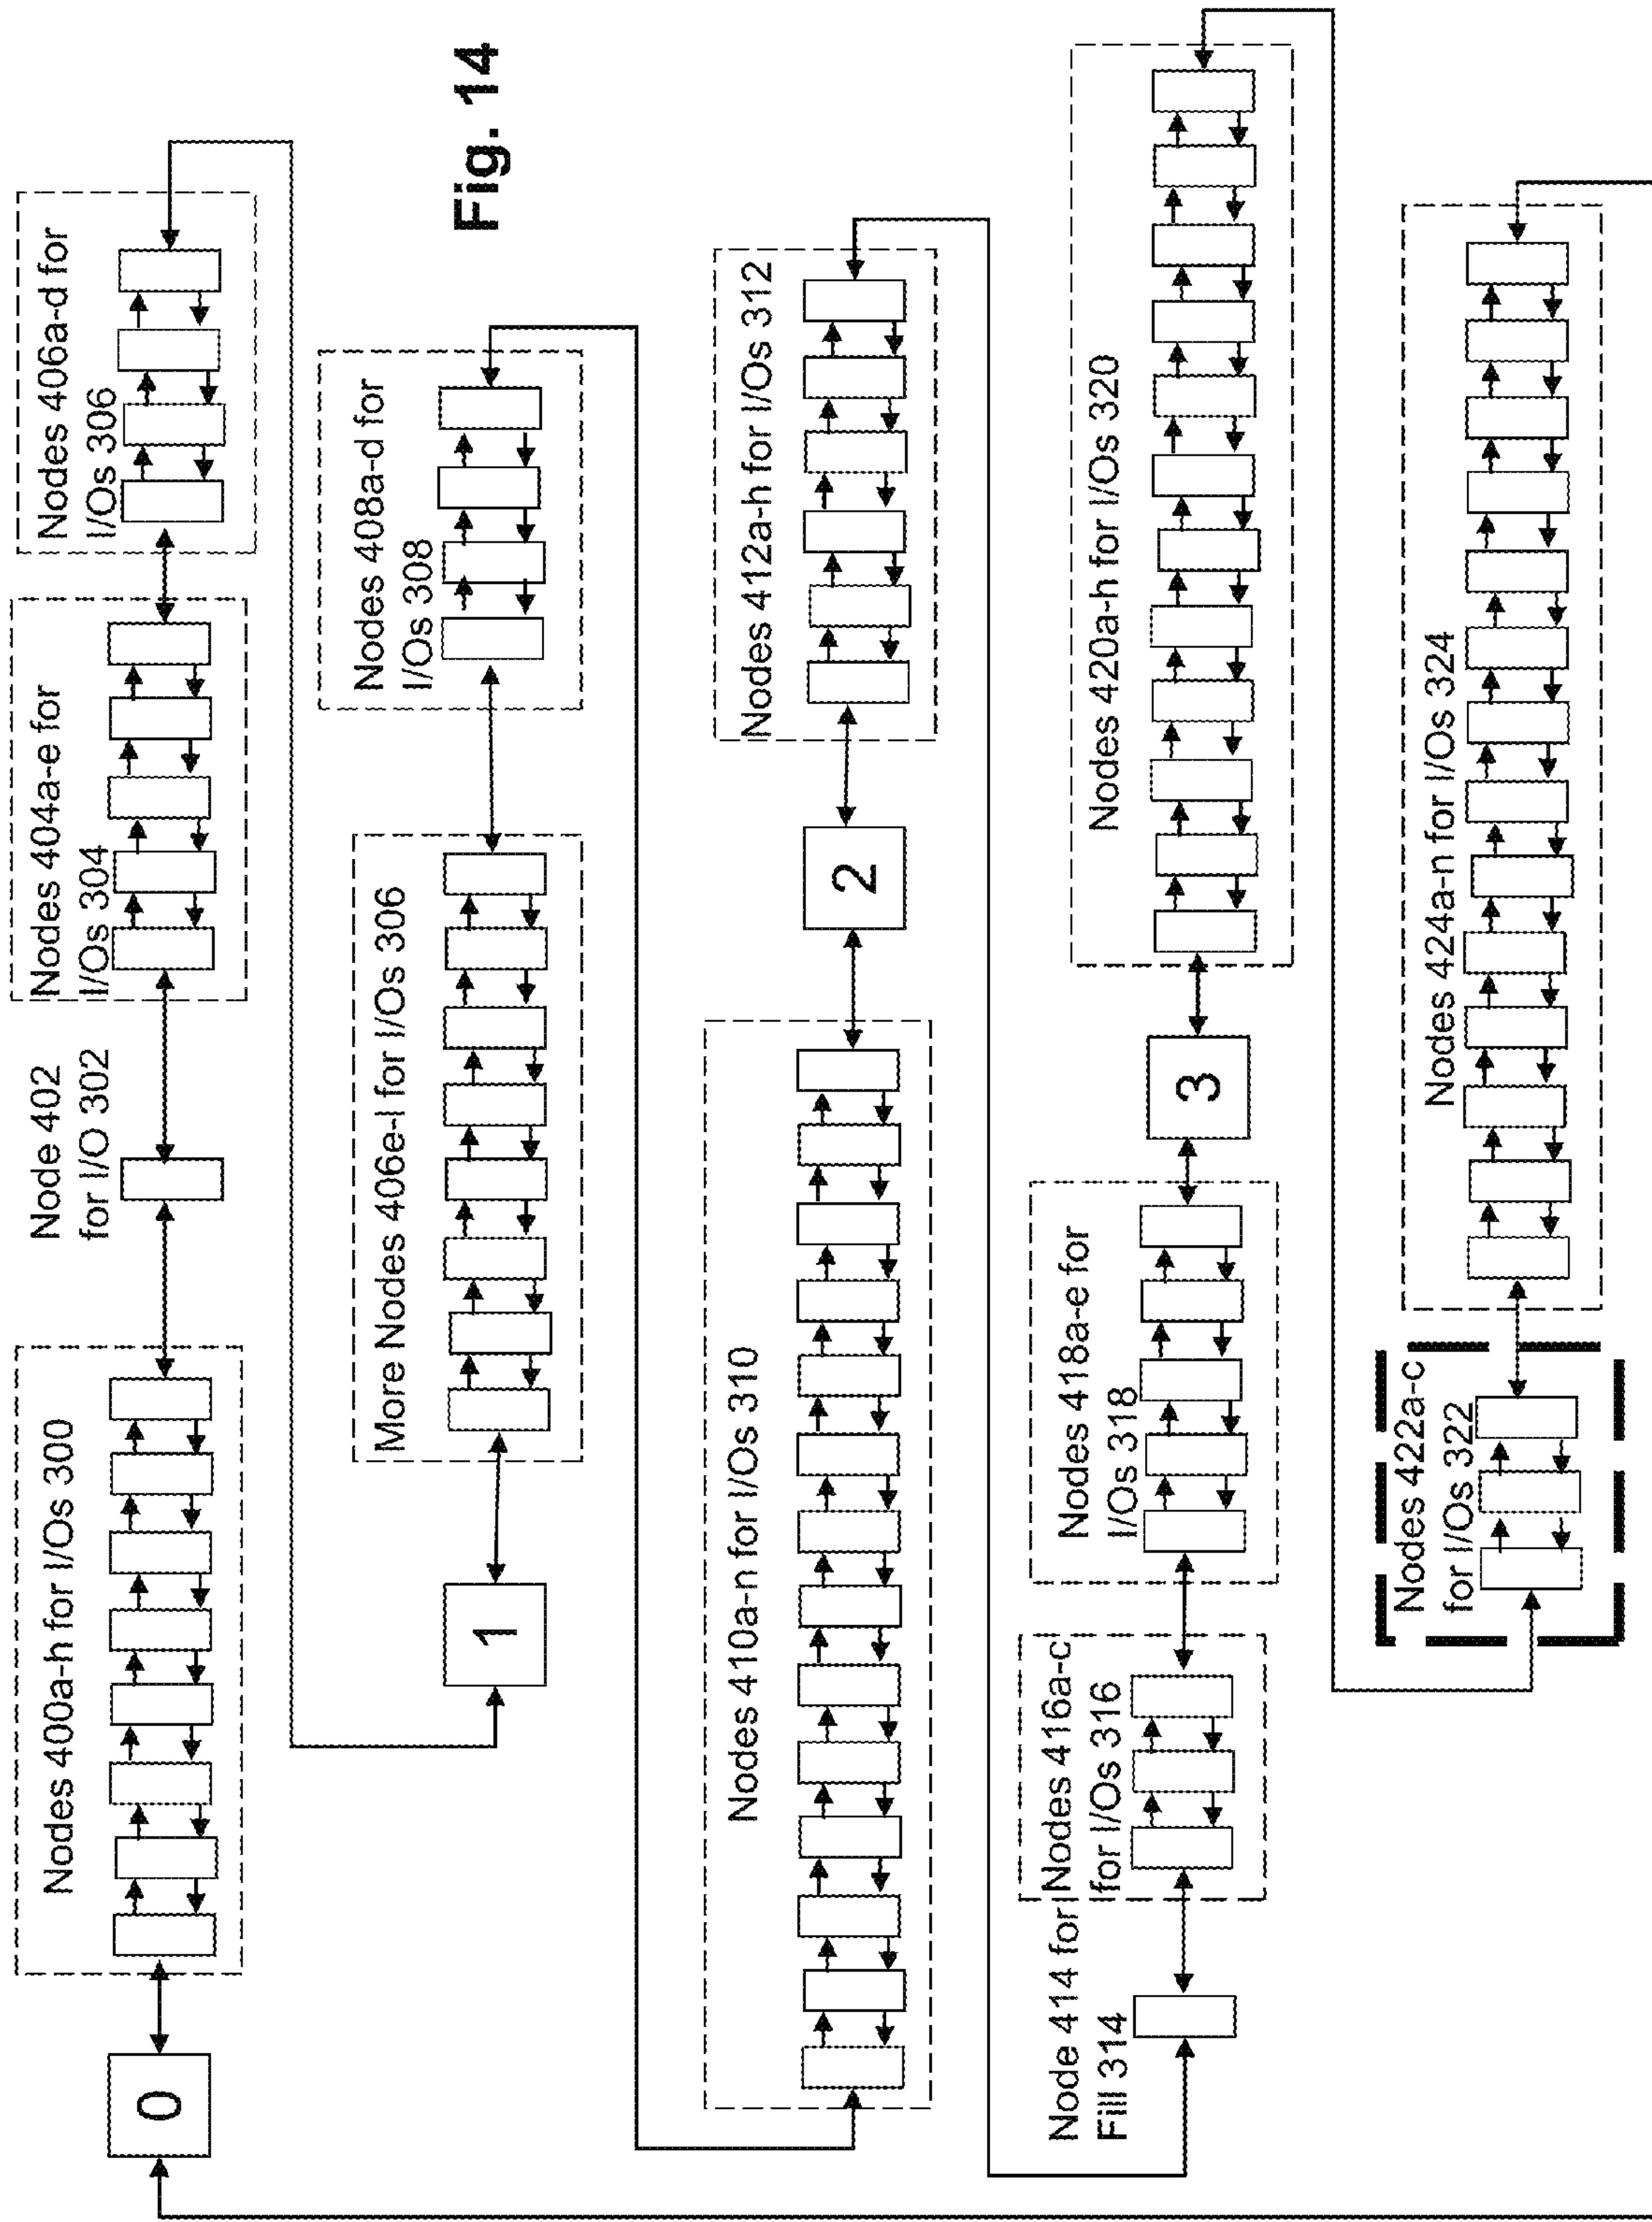 Nodes 400a-h for I/Os 300
Node 402
for I/O 302
Nodes 404a-e for
I/Os 304
Nodes 406a-d for
I/Os 306
0
1
More Nodes 406e-l for I/Os 306
Nodes 408a-d for
I/Os 308
Fig. 14
Nodes 410a-n for I/Os 310
2
Nodes 412a-h for I/Os 312
Node 414 for
Fill 314
Nodes 416a-c
for I/Os 316
Nodes 418a-e for
I/Os 318
3
Nodes 420a-h for I/Os 320
Nodes 422a-c
for I/Os 322
Nodes 424a-n for I/Os 324